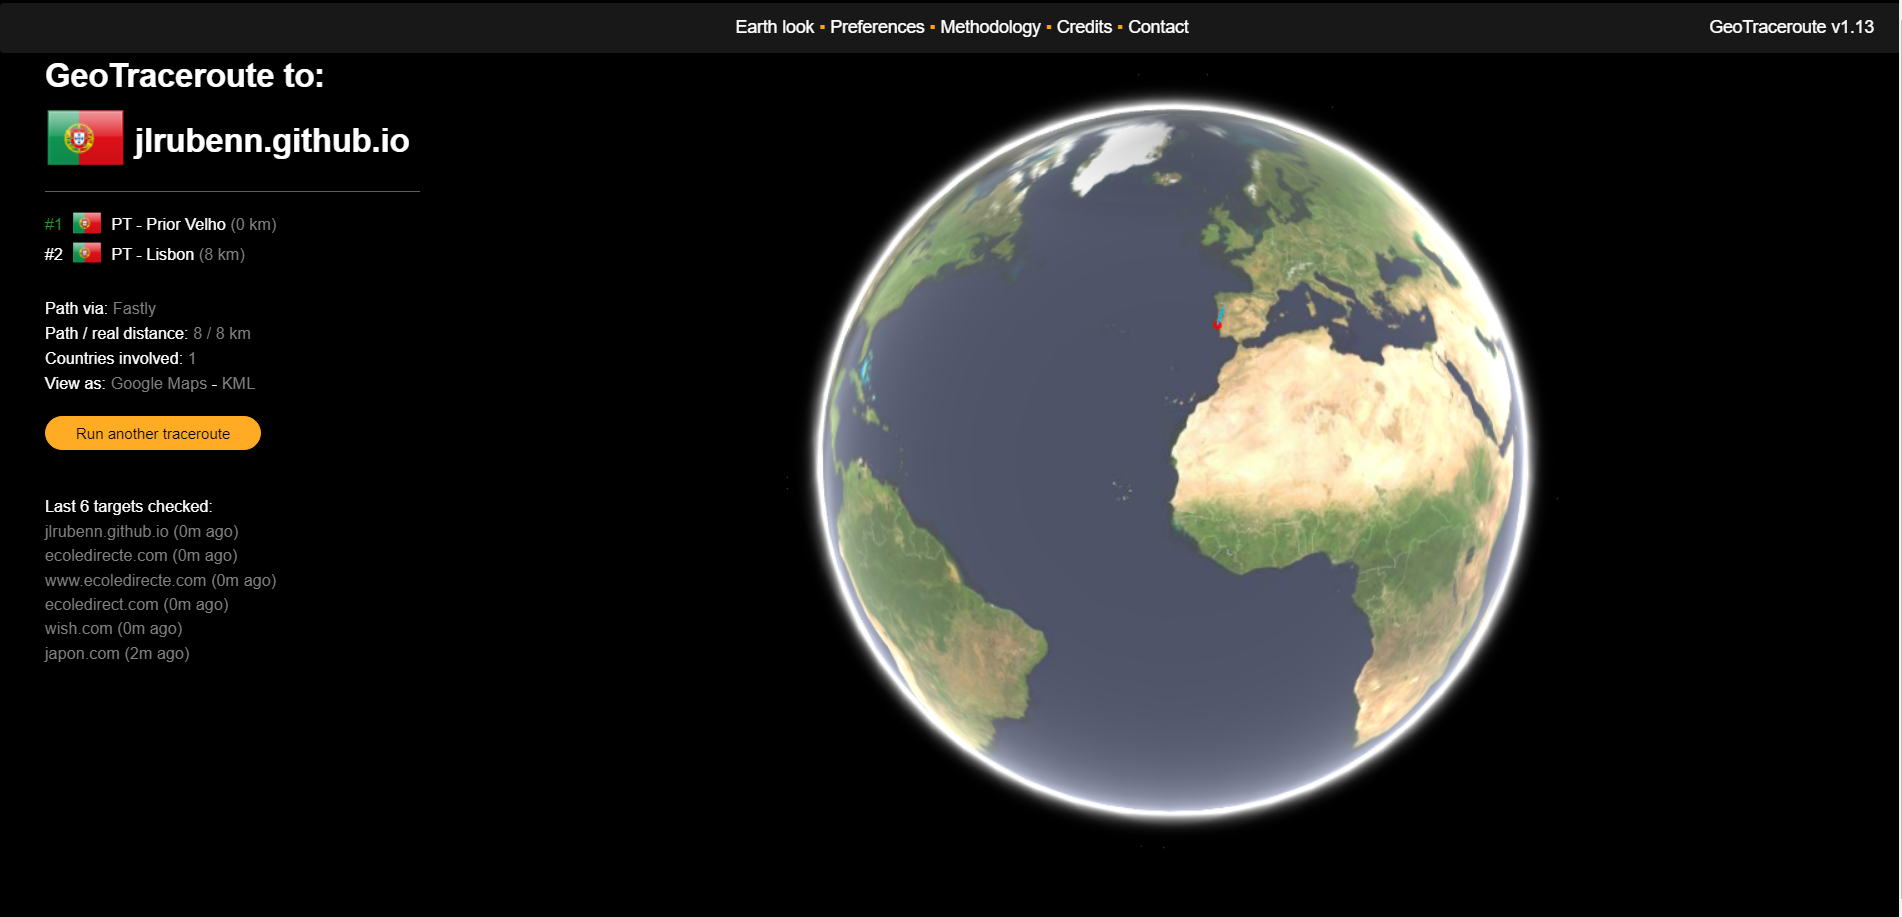 Earth look ▪ Preferences ▪ Methodology ▪ Credits ▪ Contact
GeoTraceroute v1.13
GeoTraceroute to:
jlrubenn.github.io
#1 PT - Prior Velho (0 km)
#2 PT - Lisbon (8 km)
Path via: Fastly
Path / real distance: 8 / 8 km
Countries involved: 1
View as: Google Maps - KML
Run another traceroute
Last 6 targets checked:
jlrubenn.github.io (0m ago)
ecoledirecte.com (0m ago)
www.ecoledirecte.com (0m ago)
ecoledirect.com (0m ago)
wish.com (0m ago)
japon.com (2m ago)